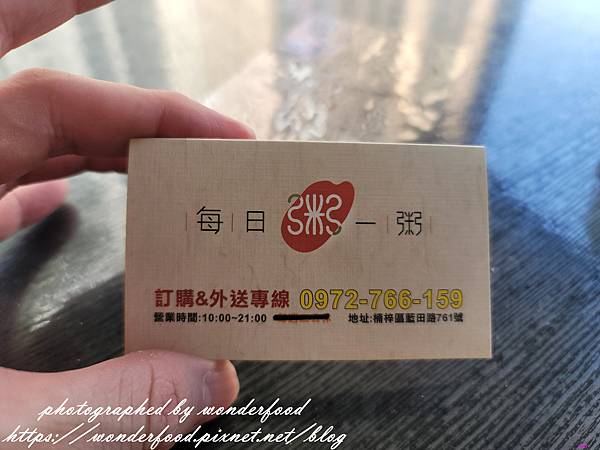 每日 粥 一粥
訂購&外送專線 0972-766-159
營業時間:10:00~21:00 地址:楠梓區藍田路761號
photographed by wonderfood
https://wonderfood.pixnet.net/blog